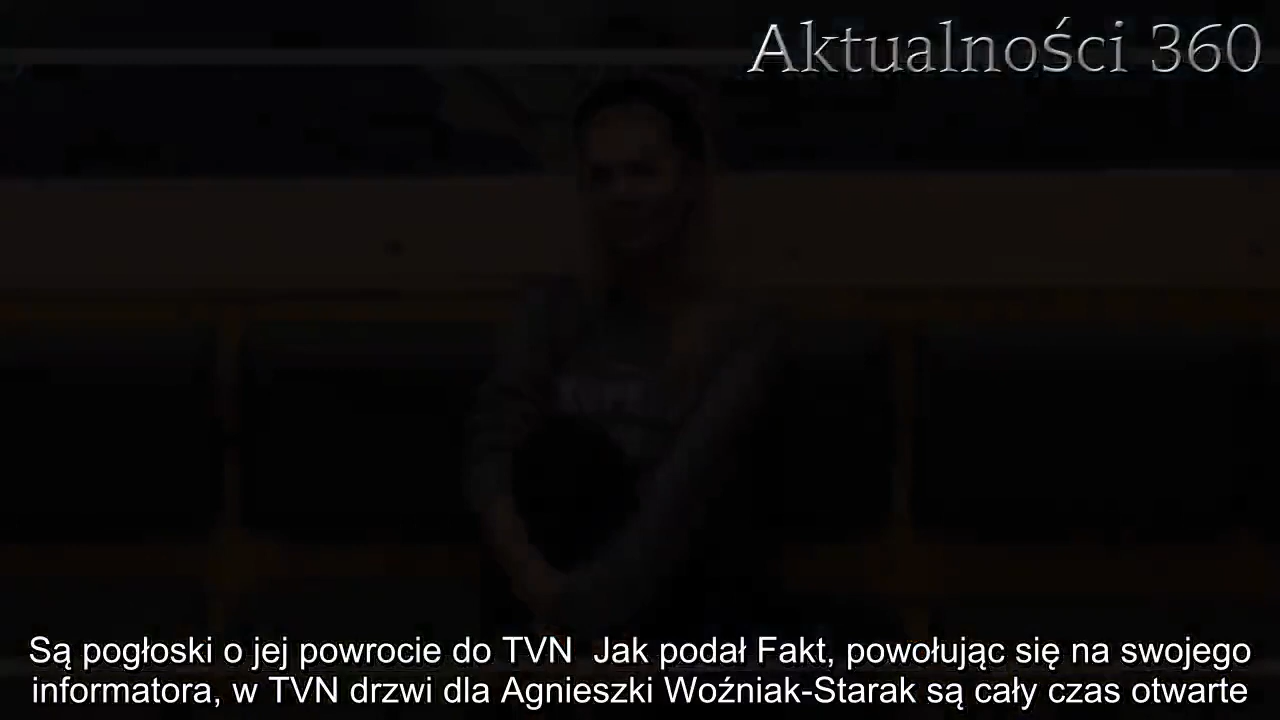 Aktualności 360
Są pogłoski o jej powrocie do TVN  Jak podał Fakt, powołując się na swojego
informatora, w TVN drzwi dla Agnieszki Woźniak-Starak są cały czas otwarte